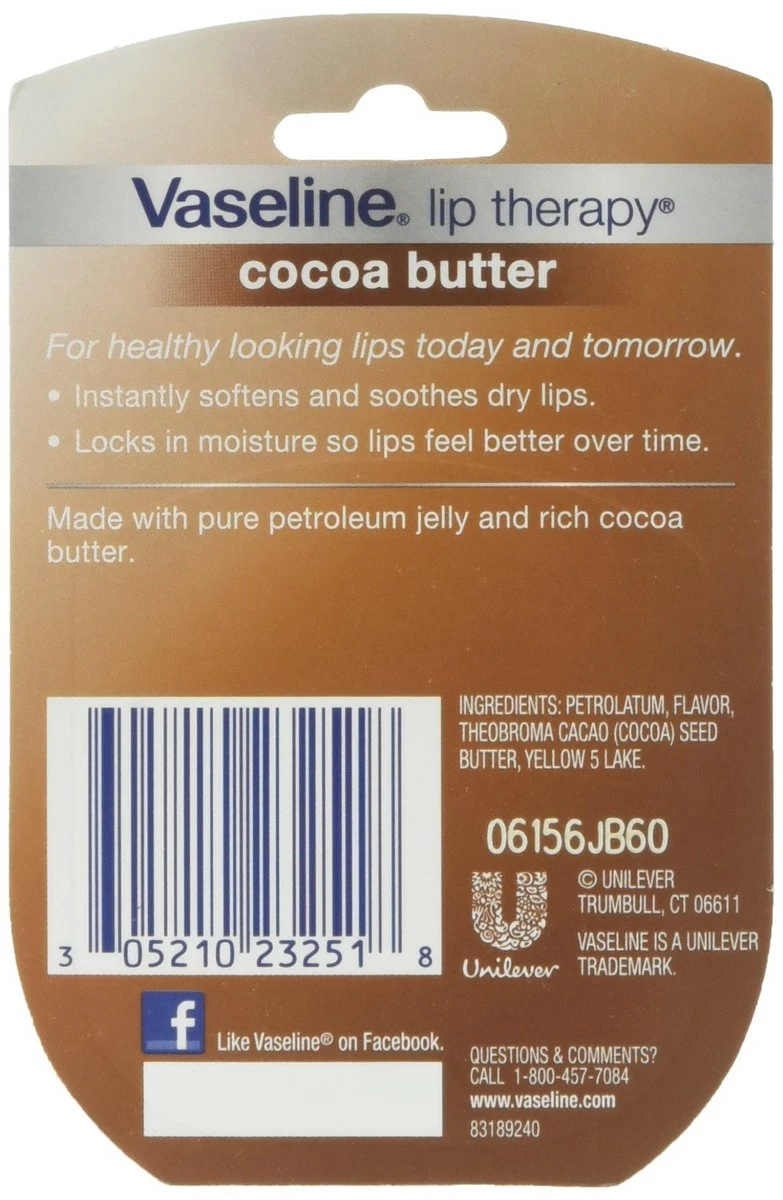 Vaseline® lip therapy®
cocoa butter
For healthy looking lips today and tomorrow.
• Instantly softens and soothes dry lips.
• Locks in moisture so lips feel better over time.
Made with pure petroleum jelly and rich cocoa
butter.
INGREDIENTS: PETROLATUM, FLAVOR,
THEOBROMA CACAO (COCOA) SEED
BUTTER, YELLOW 5 LAKE.
3 05210 23251 8
06156JB60
Unilever
© UNILEVER
TRUMBULL, CT 06611
VASELINE IS A UNILEVER
TRADEMARK.
f
Like Vaseline® on Facebook.
QUESTIONS & COMMENTS?
CALL 1-800-457-7084
www.vaseline.com
83189240